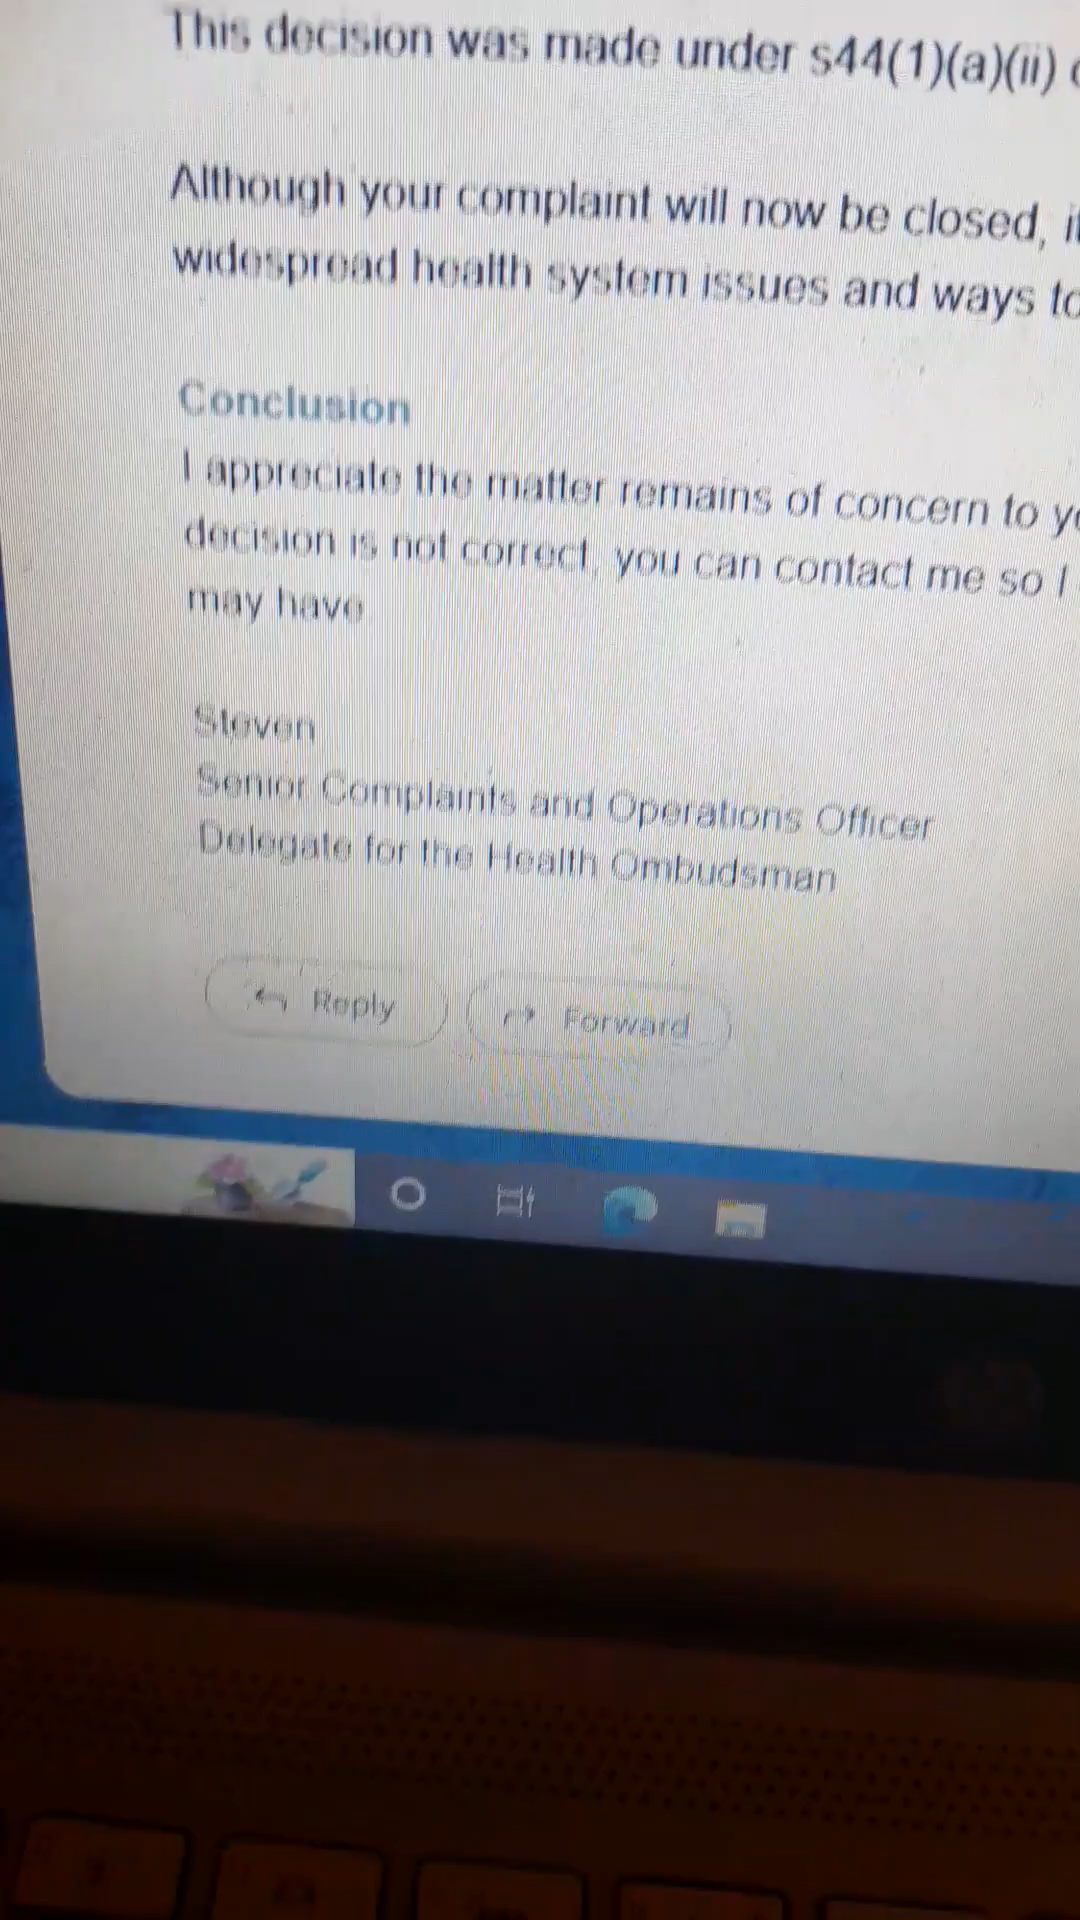 This decision was made under s44(1)(a)(ii)
Although your complaint will now be closed,
widespread health system issues and ways to
Conclusion
I appreciate the matter remains of concern to
decision is not correct, you can contact me so I
may have
Steven
Senior Complaints and Operations Officer
Delegate for the Health Ombudsman
Reply
Forward